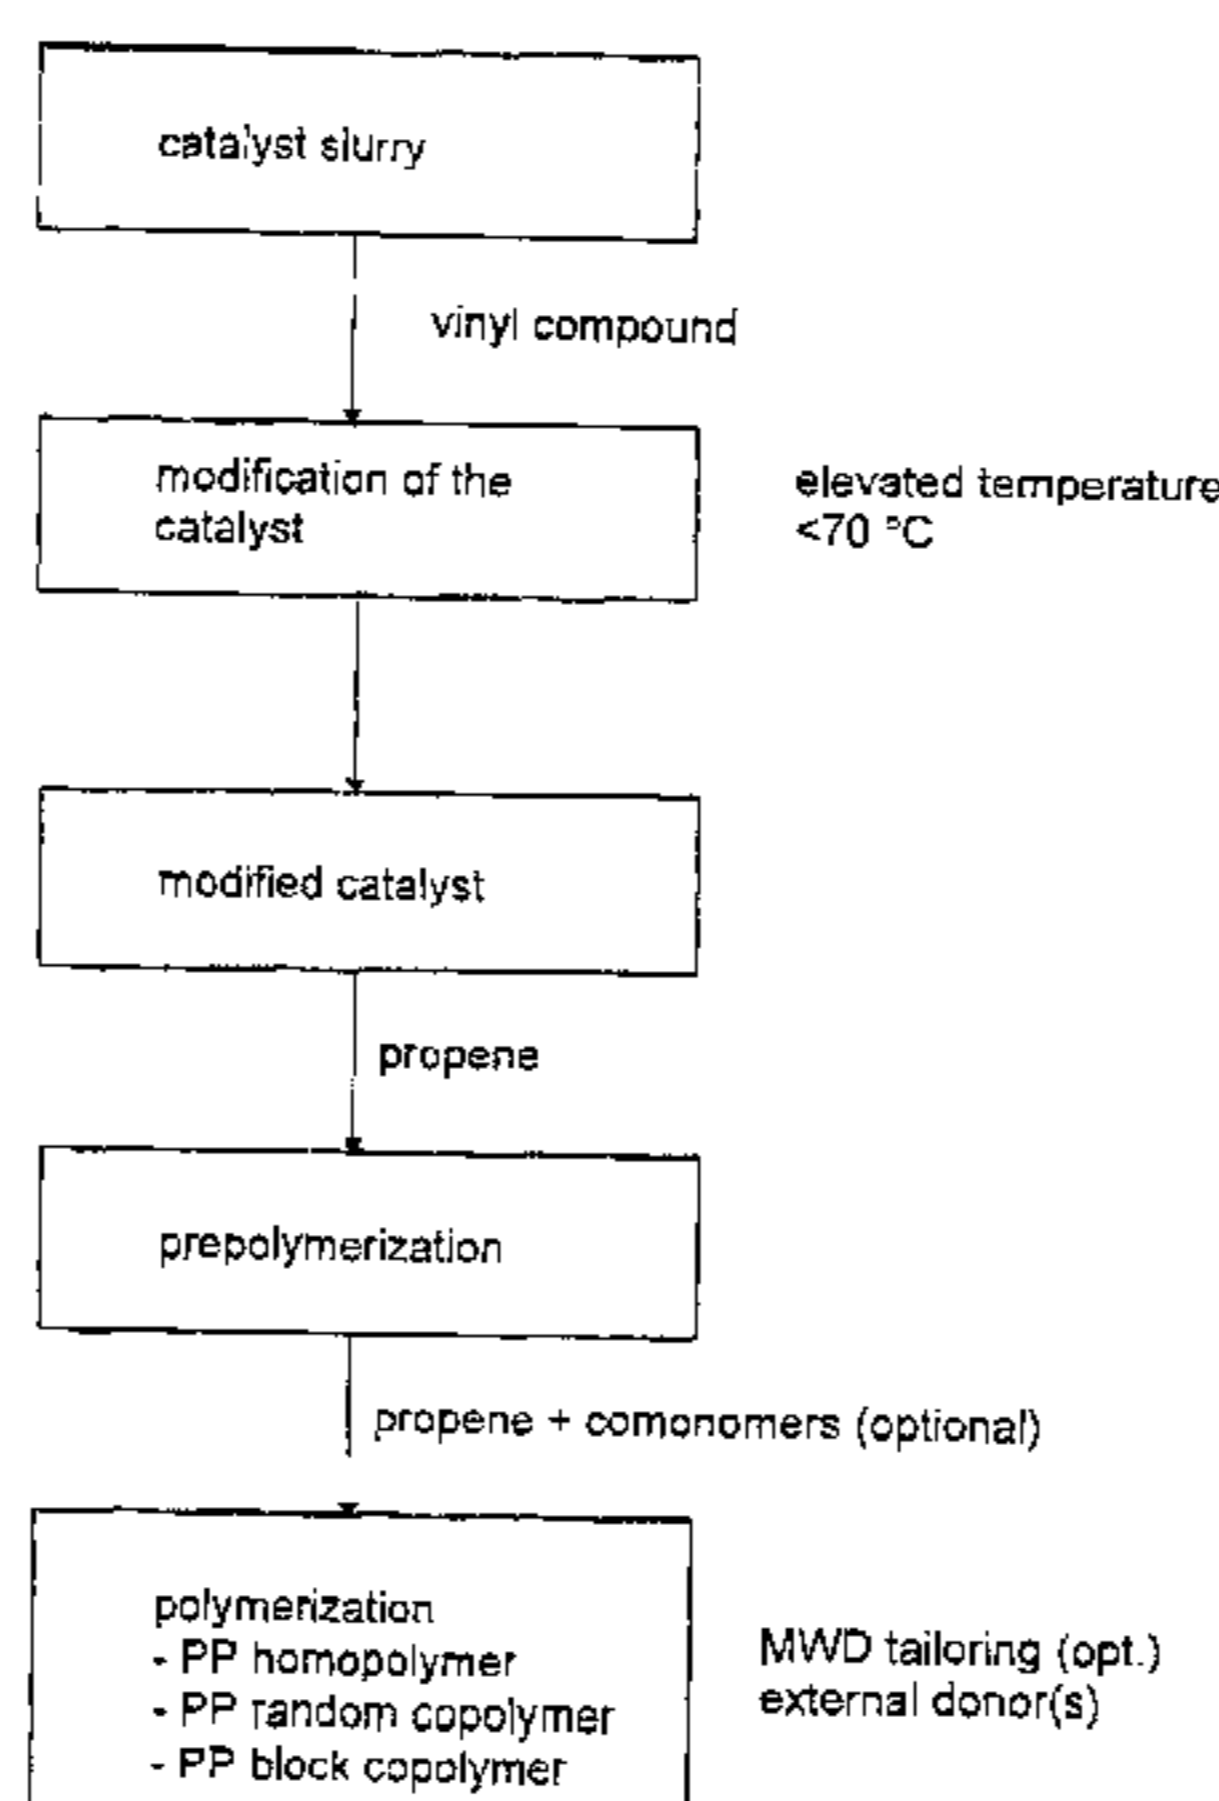 catalyst slurry
vinyl compound
modification of the
catalyst
elevated temperature
<70 °C
modified catalyst
propene
prepolymerization
propene + comonomers (optional)
polymerization
- PP homopolymer
- PP random copolymer
- PP block copolymer
MWD tailoring (opt.)
external donor(s)